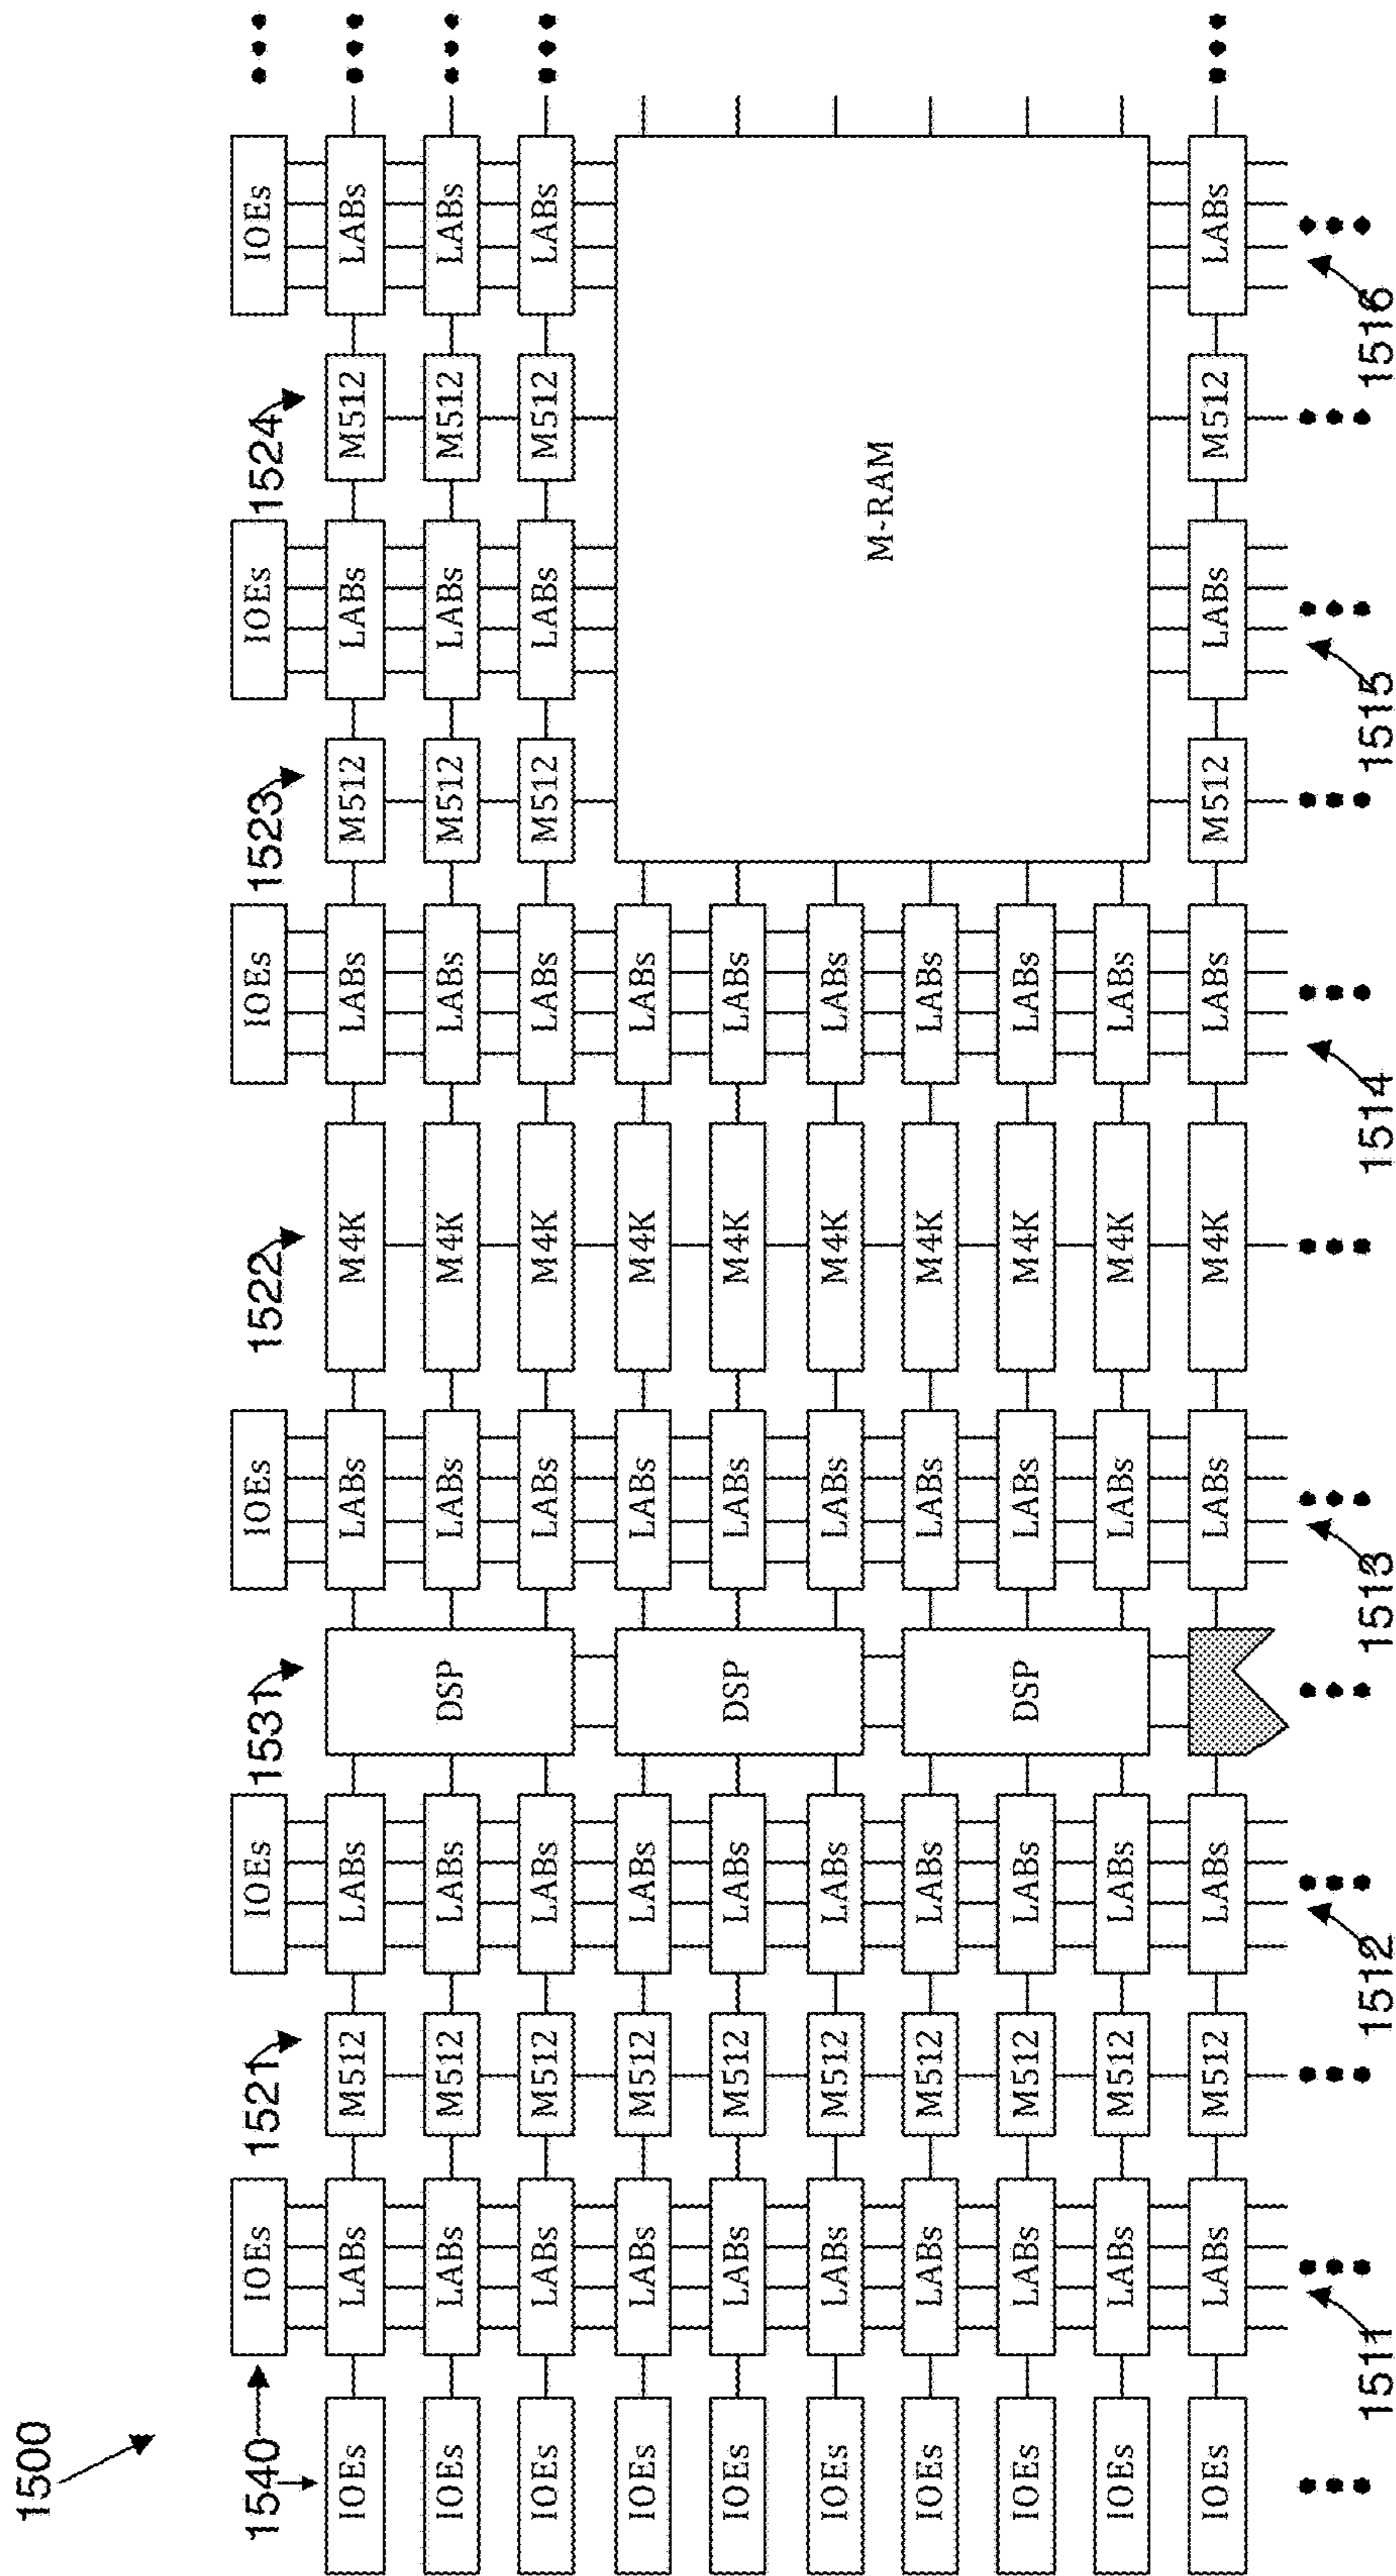 1500
1540 1521 1531 1522 1523 1524
IOEs IOEs IOEs IOEs IOEs IOEs
IOEs LABs M512 LABs LABs M4K LABs M512 LABs M512 LABs
IOEs LABs M512 LABs DSP LABs M4K LABs M512 LABs M512 LABs
IOEs LABs M512 LABs LABs M4K LABs M512 LABs M512 LABs
IOEs LABs M512 LABs LABs M4K LABs
IOEs LABs M512 LABs DSP LABs M4K LABs
IOEs LABs M512 LABs LABs M4K LABs
M-RAM
IOEs LABs M512 LABs LABs M4K LABs
IOEs LABs M512 LABs DSP LABs M4K LABs
IOEs LABs M512 LABs LABs M4K LABs
IOEs LABs M512 LABs LABs M4K LABs M512 LABs M512 LABs
1511 1512 1513 1514 1515 1516